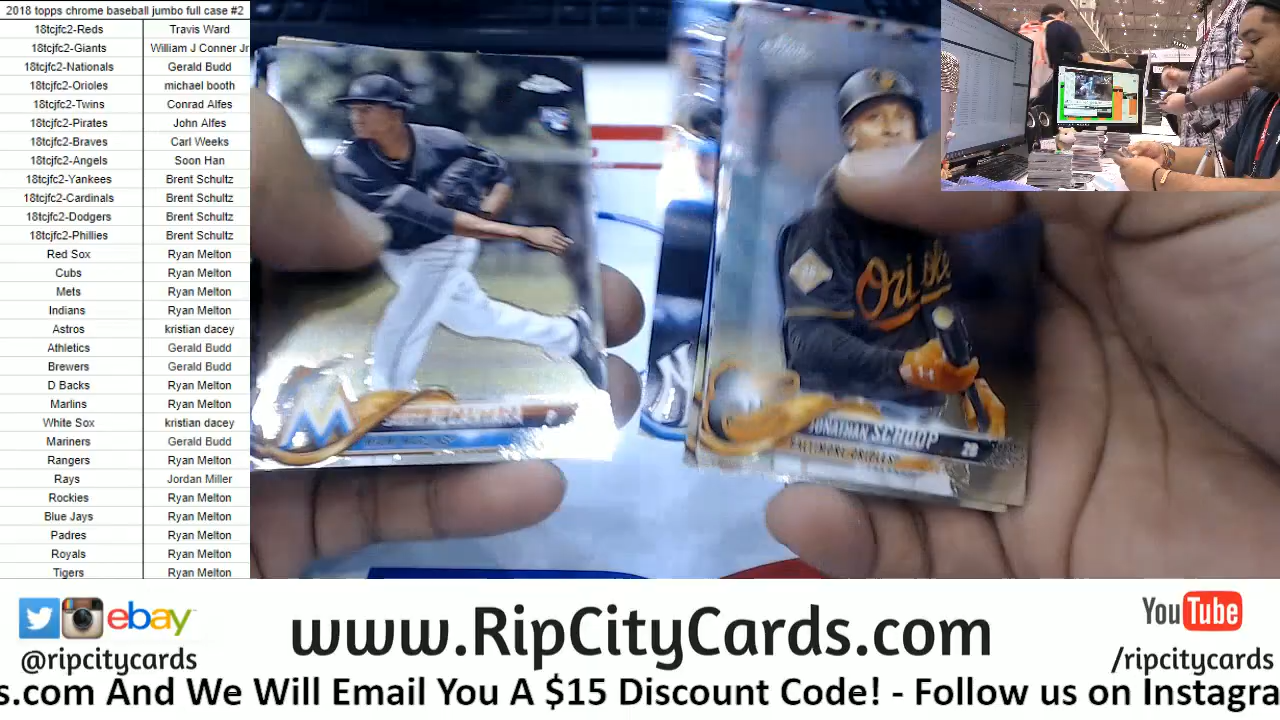 2018 topps chrome baseball jumbo full case #2
18tcjfc2-Reds Travis Ward
18tcjfc2-Giants William J Conner Jr
18tcjfc2-Nationals Gerald Budd
18tcjfc2-Orioles michael booth
18tcjfc2-Twins Conrad Alfes
18tcjfc2-Pirates John Alfes
18tcjfc2-Braves Carl Weeks
18tcjfc2-Angels Soon Han
18tcjfc2-Yankees Brent Schultz
18tcjfc2-Cardinals Brent Schultz
18tcjfc2-Dodgers Brent Schultz
18tcjfc2-Phillies Brent Schultz
Red Sox Ryan Melton
Cubs Ryan Melton
Mets Ryan Melton
Indians Ryan Melton
Astros kristian dacey
Athletics Gerald Budd
Brewers Gerald Budd
D Backs Ryan Melton
Marlins Ryan Melton
White Sox kristian dacey
Mariners Gerald Budd
Rangers Ryan Melton
Rays Jordan Miller
Rockies Ryan Melton
Blue Jays Ryan Melton
Padres Ryan Melton
Royals Ryan Melton
Tigers Ryan Melton
JONATHAN SCHOOP 2B
BALTIMORE ORIOLES
ebay
@ripcitycards
www.RipCityCards.com
YouTube
/ripcitycards
s.com And We Will Email You A $15 Discount Code! - Follow us on Instagra